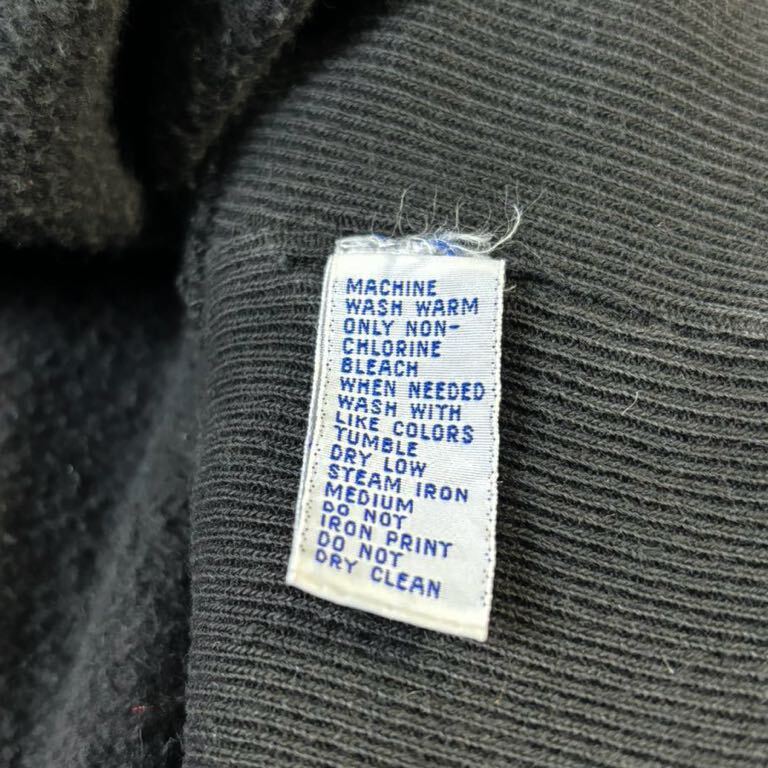 MACHINE
WASH WARM
ONLY NON-
CHLORINE
BLEACH
WHEN NEEDED
WASH WITH
LIKE COLORS
TUMBLE
DRY LOW
STEAM IRON
MEDIUM
DO NOT
IRON PRINT
DO NOT
DRY CLEAN